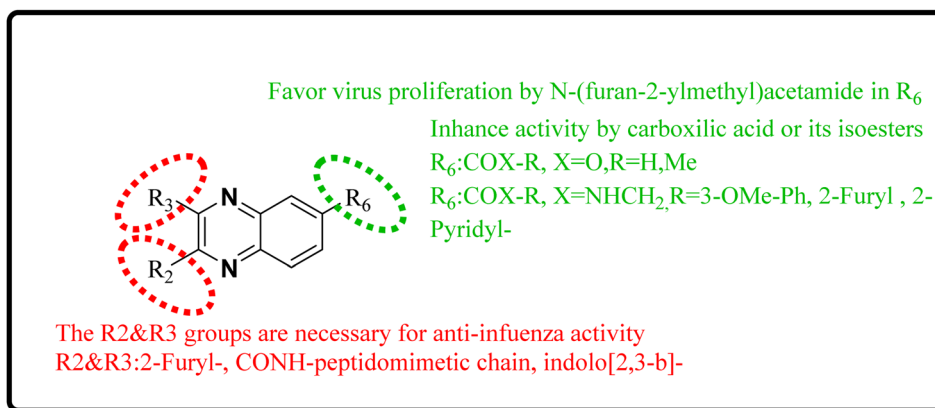 Favor virus proliferation by N-(furan-2-ylmethyl)acetamide in R6
Inhance activity by carboxilic acid or its isoesters
R6:COX-R, X=O,R=H,Me
R6:COX-R, X=NHCH2,R=3-OMe-Ph, 2-Furyl , 2-
Pyridyl-
R3
N
R6
R2
N
The R2&R3 groups are necessary for anti-infuenza activity
R2&R3:2-Furyl-, CONH-peptidomimetic chain, indolo[2,3-b]-